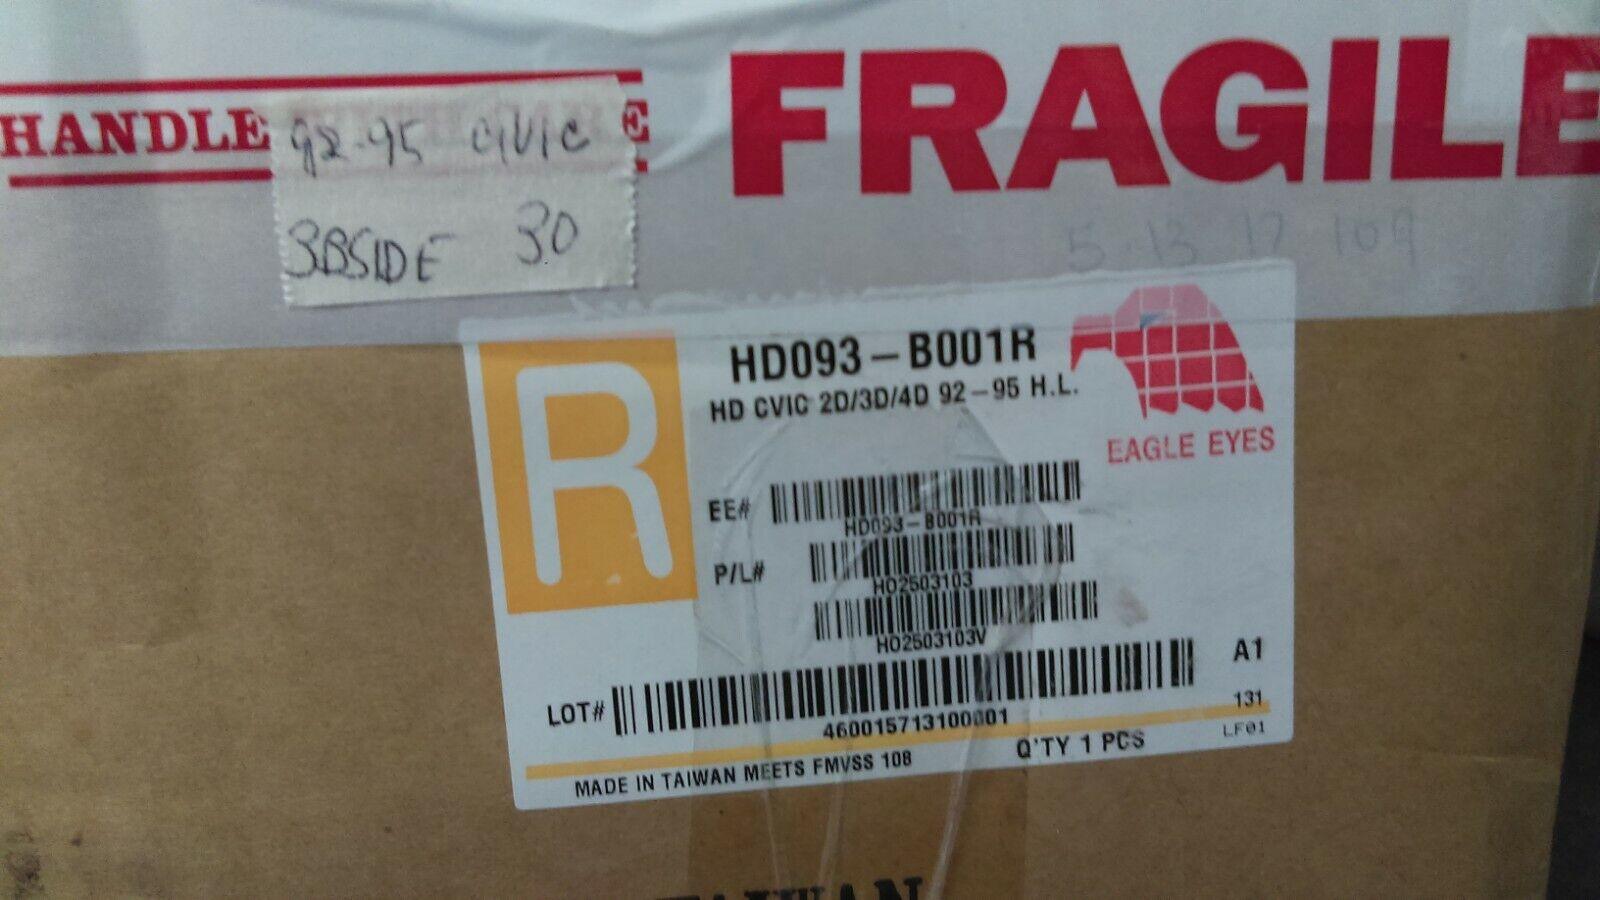 FRAGILE
HANDLE
92-95 CIVIC
3BSIDE 30
5-13 17 109
R
HD093-B001R
HD CVIC 2D/3D/4D 92-95 H.L.
EAGLE EYES
EE#
HD093-B001R
P/L#
HO2503103
HO2503103V
A1
LOT#
460015713100001
131
LF01
MADE IN TAIWAN MEETS FMVSS 108
Q'TY 1 PCS
TAIWAN